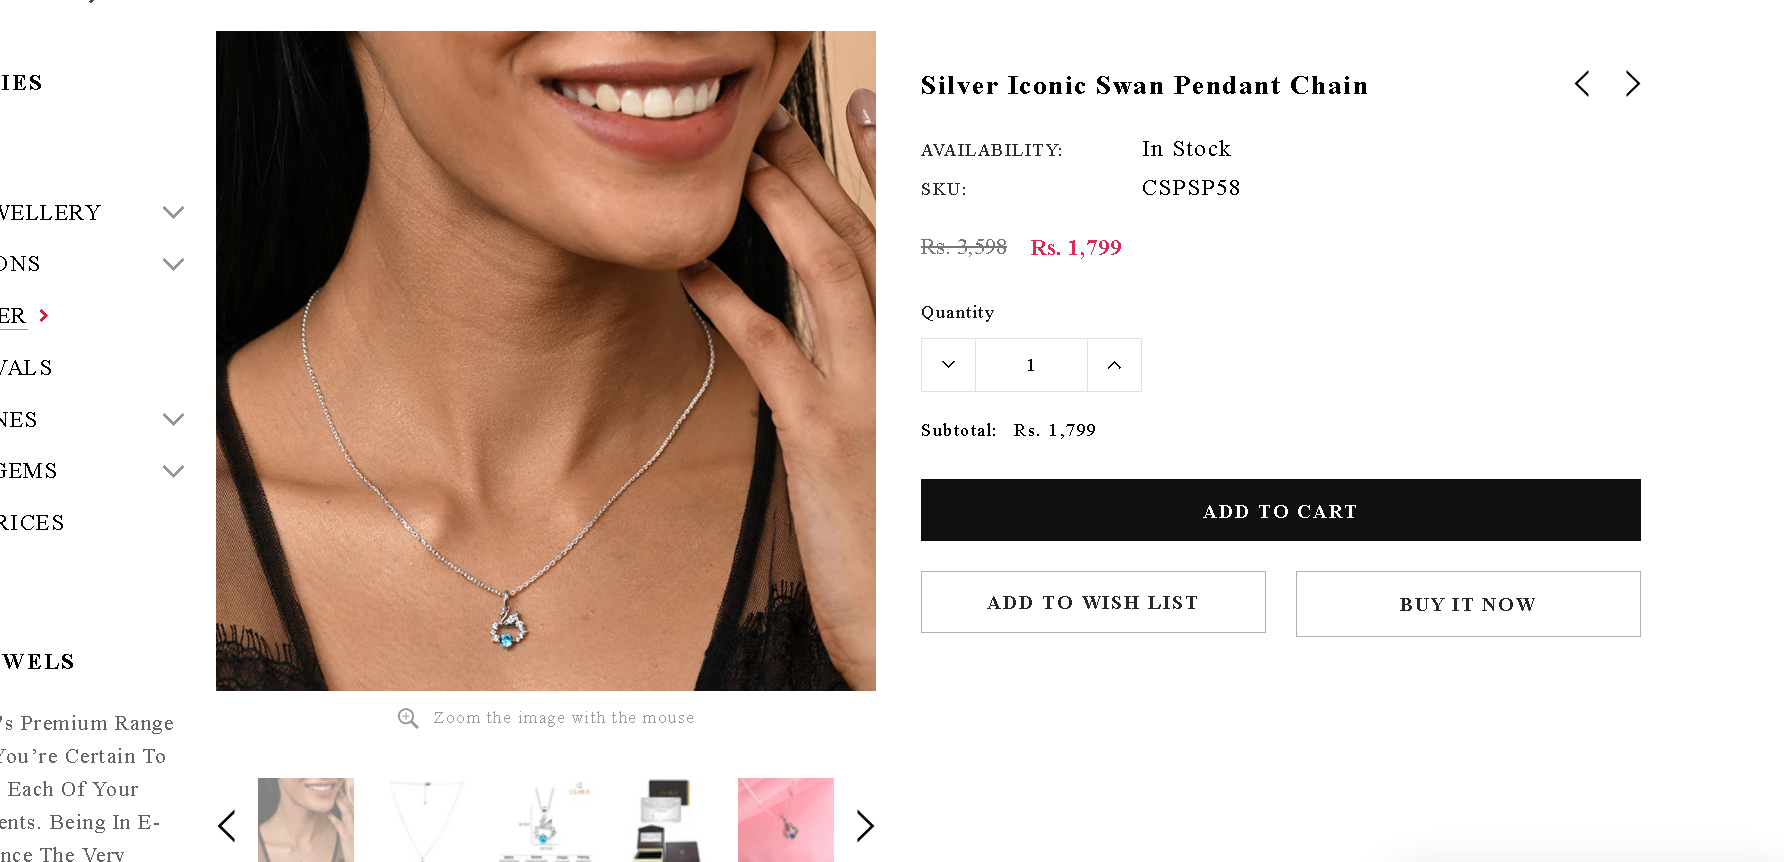 IES
WELLERY
ONS
ER
VALS
NES
GEMS
RICES
WELS
's Premium Range
You’re Certain To
Each Of Your
ents. Being In E-
nce The Very
Zoom the image with the mouse
Silver Iconic Swan Pendant Chain
AVAILABILITY: In Stock
SKU: CSPSP58
Rs. 3,598 Rs. 1,799
Quantity
1
Subtotal: Rs. 1,799
ADD TO CART
ADD TO WISH LIST
BUY IT NOW